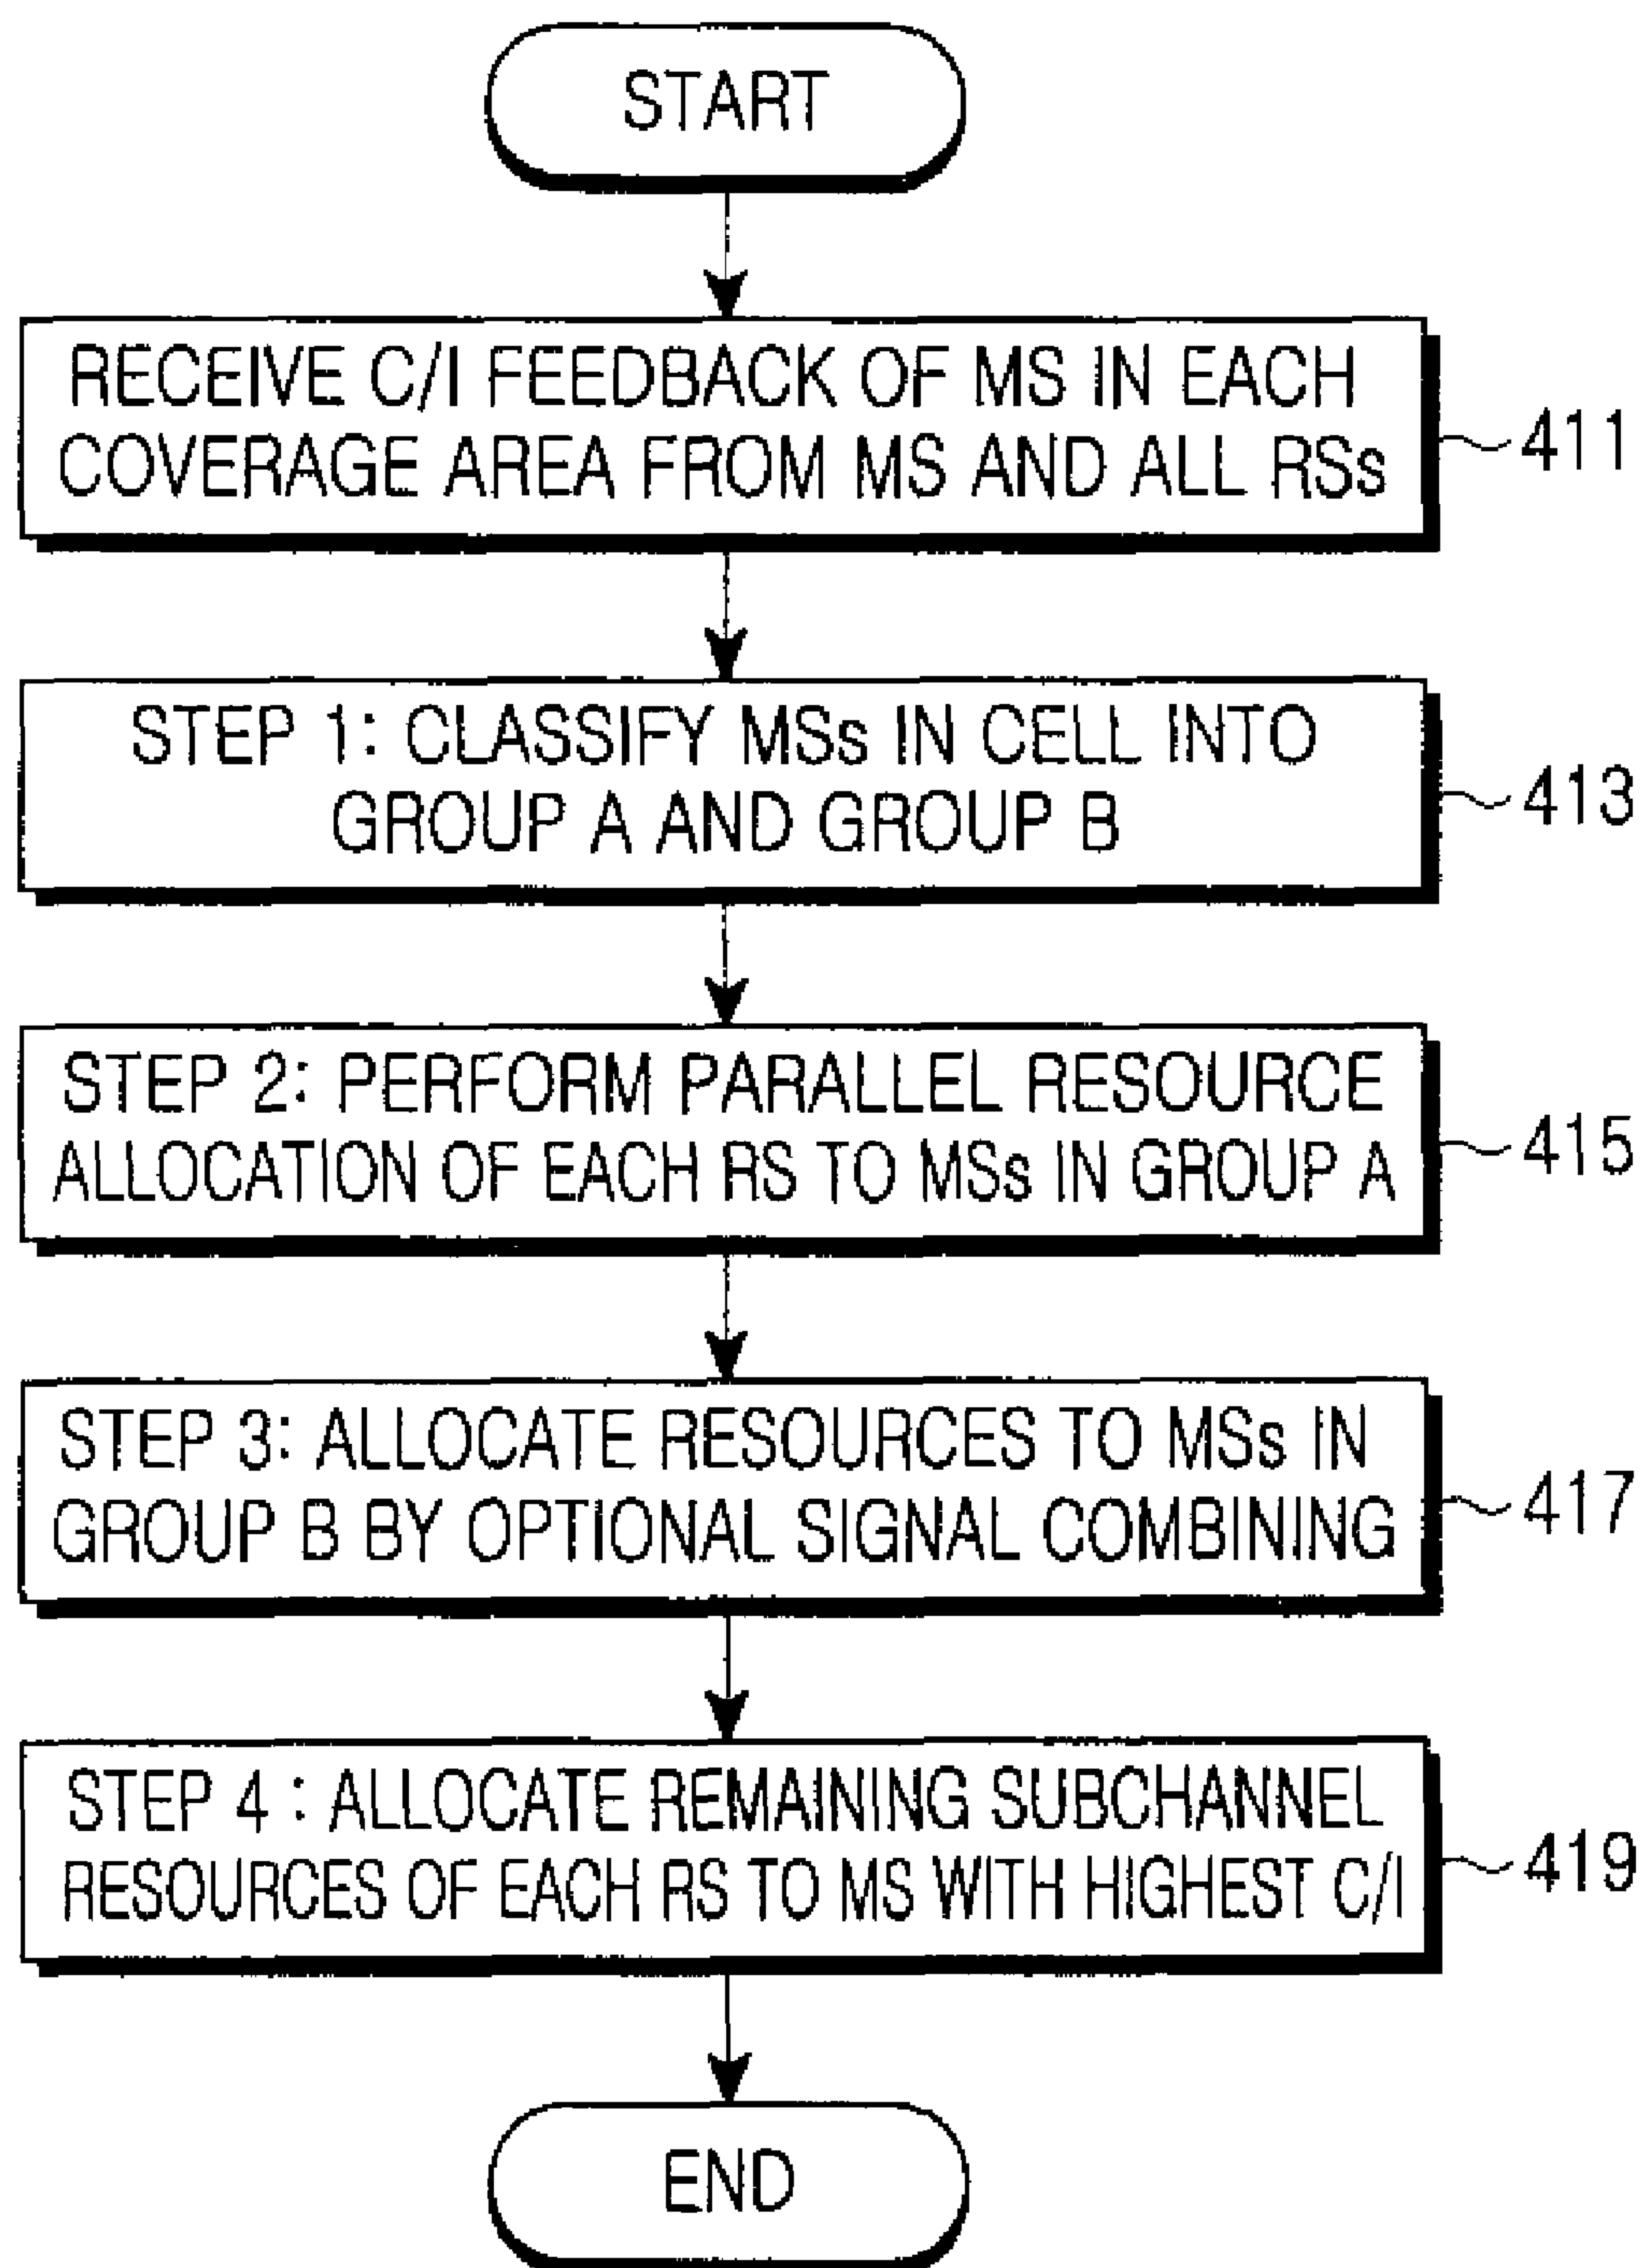 START
RECEIVE C/I FEEDBACK OF MS IN EACH
COVERAGE AREA FROM MS AND ALL RSs
411
STEP 1: CLASSIFY MSs IN CELL INTO
GROUP A AND GROUP B
413
STEP 2: PERFORM PARALLEL RESOURCE
ALLOCATION OF EACH RS TO MSs IN GROUP A
415
STEP 3: ALLOCATE RESOURCES TO MSs IN
GROUP B BY OPTIONAL SIGNAL COMBINING
417
STEP 4 : ALLOCATE REMAINING SUBCHANNEL
RESOURCES OF EACH RS TO MS WITH HIGHEST C/I
419
END